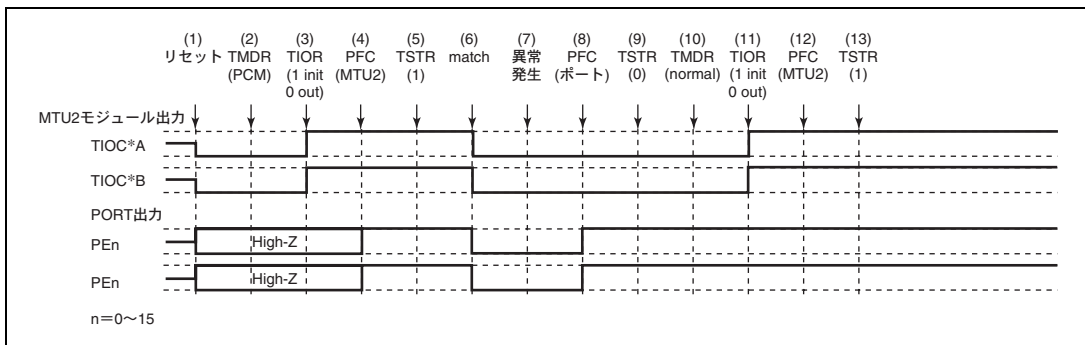 (1) (2) (3) (4) (5) (6) (7) (8) (9) (10) (11) (12) (13)
リセット TMDR TIOR PFC TSTR match 異常 PFC TSTR TMDR TIOR PFC TSTR
(PCM) (1 init (MTU2) (1) 発生 (ポート) (0) (normal) (1 init (MTU2) (1)
0 out) 0 out)
MTU2モジュール出力
TIOC*A
TIOC*B
PORT出力
PEn High-Z
PEn High-Z
n=0～15